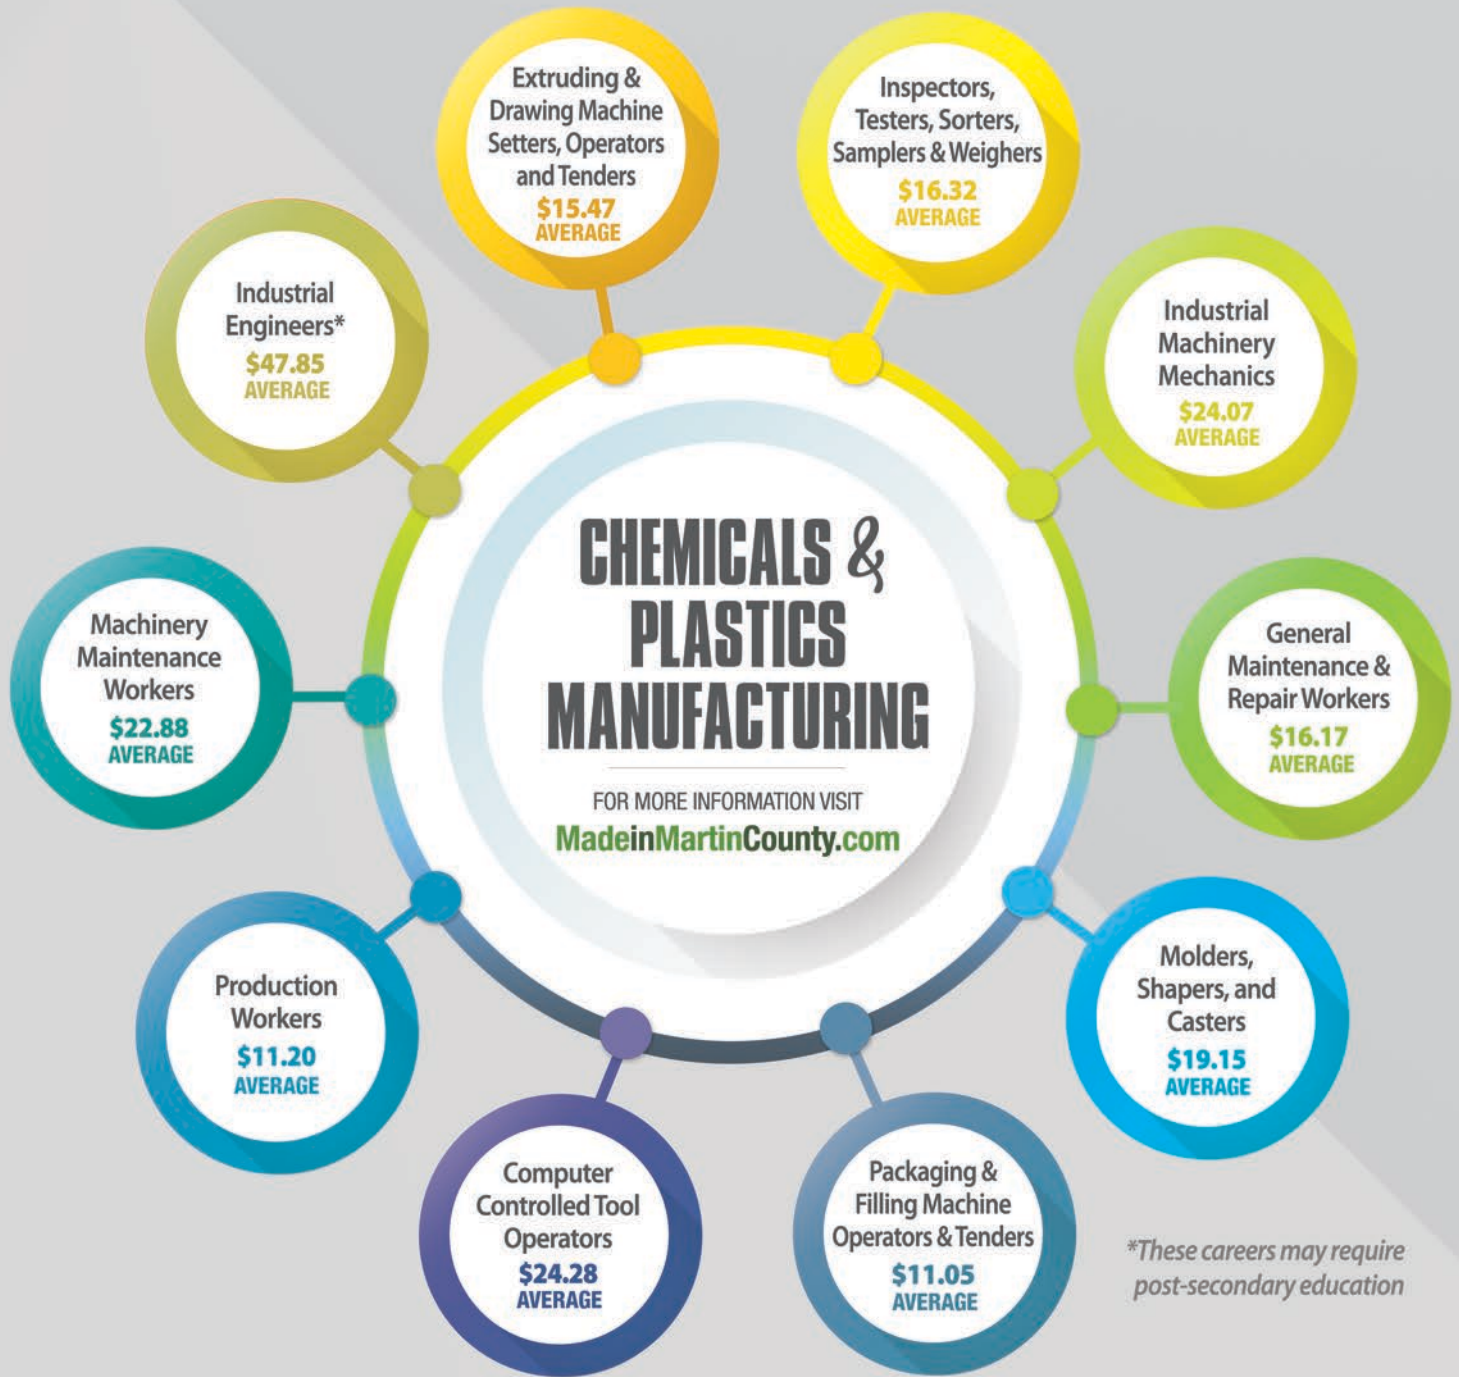 Extruding &
Drawing Machine
Setters, Operators
and Tenders
$15.47
AVERAGE
Inspectors,
Testers, Sorters,
Samplers & Weighers
$16.32
AVERAGE
Industrial
Machinery
Mechanics
$24.07
AVERAGE
General
Maintenance &
Repair Workers
$16.17
AVERAGE
Molders,
Shapers, and
Casters
$19.15
AVERAGE
Packaging &
Filling Machine
Operators & Tenders
$11.05
AVERAGE
Computer
Controlled Tool
Operators
$24.28
AVERAGE
Production
Workers
$11.20
AVERAGE
Machinery
Maintenance
Workers
$22.88
AVERAGE
Industrial
Engineers*
$47.85
AVERAGE
CHEMICALS &
PLASTICS
MANUFACTURING
FOR MORE INFORMATION VISIT
MadeinMartinCounty.com
*These careers may require
post-secondary education